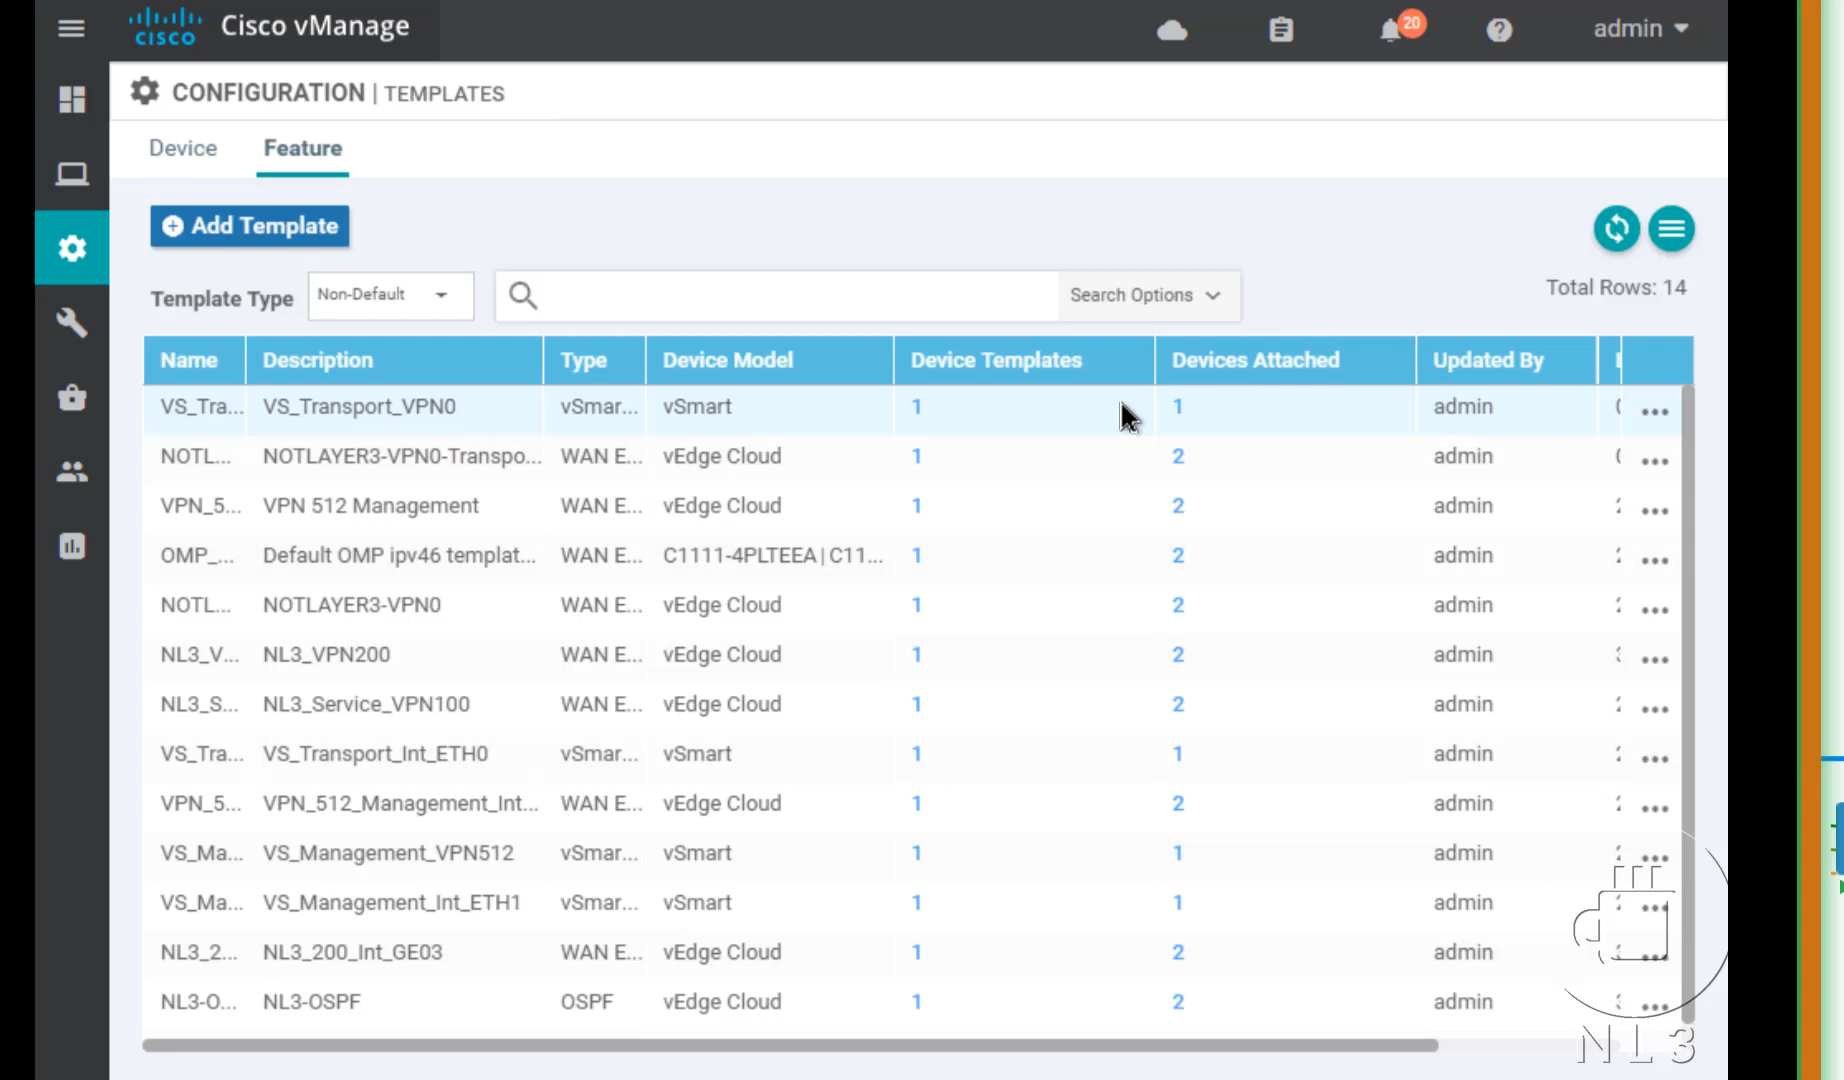 CISCO Cisco vManage 20 admin
CONFIGURATION | TEMPLATES
Device Feature
Add Template
Template Type Non-Default Search Options Total Rows: 14
Name Description Type Device Model Device Templates Devices Attached Updated By
VS_Tra... VS_Transport_VPN0 vSmar... vSmart 1 1 admin
NOTL... NOTLAYER3-VPN0-Transpo... WAN E... vEdge Cloud 1 2 admin
VPN_5... VPN 512 Management WAN E... vEdge Cloud 1 2 admin
OMP_... Default OMP ipv46 templat... WAN E... C1111-4PLTEEA|C11... 1 2 admin
NOTL... NOTLAYER3-VPN0 WAN E... vEdge Cloud 1 2 admin
NL3_V... NL3_VPN200 WAN E... vEdge Cloud 1 2 admin
NL3_S... NL3_Service_VPN100 WAN E... vEdge Cloud 1 2 admin
VS_Tra... VS_Transport_Int_ETH0 vSmar... vSmart 1 1 admin
VPN_5... VPN_512_Management_Int... WAN E... vEdge Cloud 1 2 admin
VS_Ma... VS_Management_VPN512 vSmar... vSmart 1 1 admin
VS_Ma... VS_Management_Int_ETH1 vSmar... vSmart 1 1 admin
NL3_2... NL3_200_Int_GE03 WAN E... vEdge Cloud 1 2 admin
NL3-O... NL3-OSPF OSPF vEdge Cloud 1 2 admin
NL3